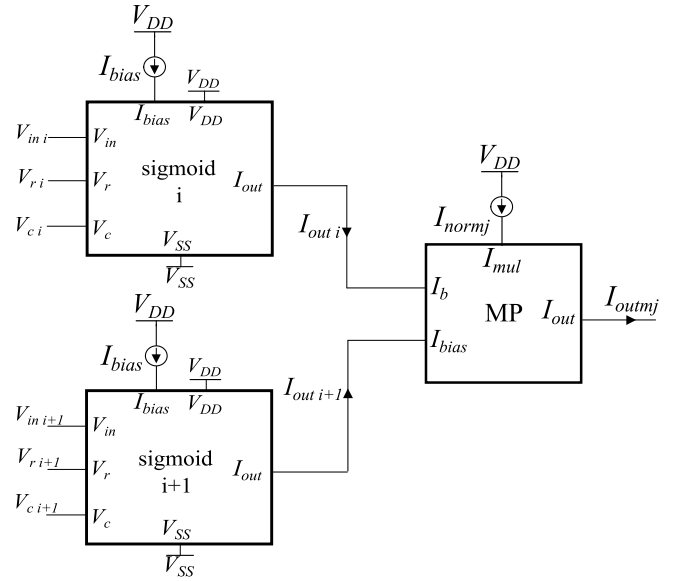 V_DD
I_bias
V_DD
I_bias V_DD
V_in i V_in
sigmoid
i
V_r i V_r
I_out
V_c i V_c
V_SS
V_SS
I_out i
V_DD
I_normj
I_mul
I_b
MP
I_out
I_outmj
I_bias
V_DD
I_bias
V_DD
I_bias V_DD
I_out i+1
V_in i+1 V_in
sigmoid
i+1
V_r i+1 V_r
I_out
V_c i+1 V_c
V_SS
V_SS